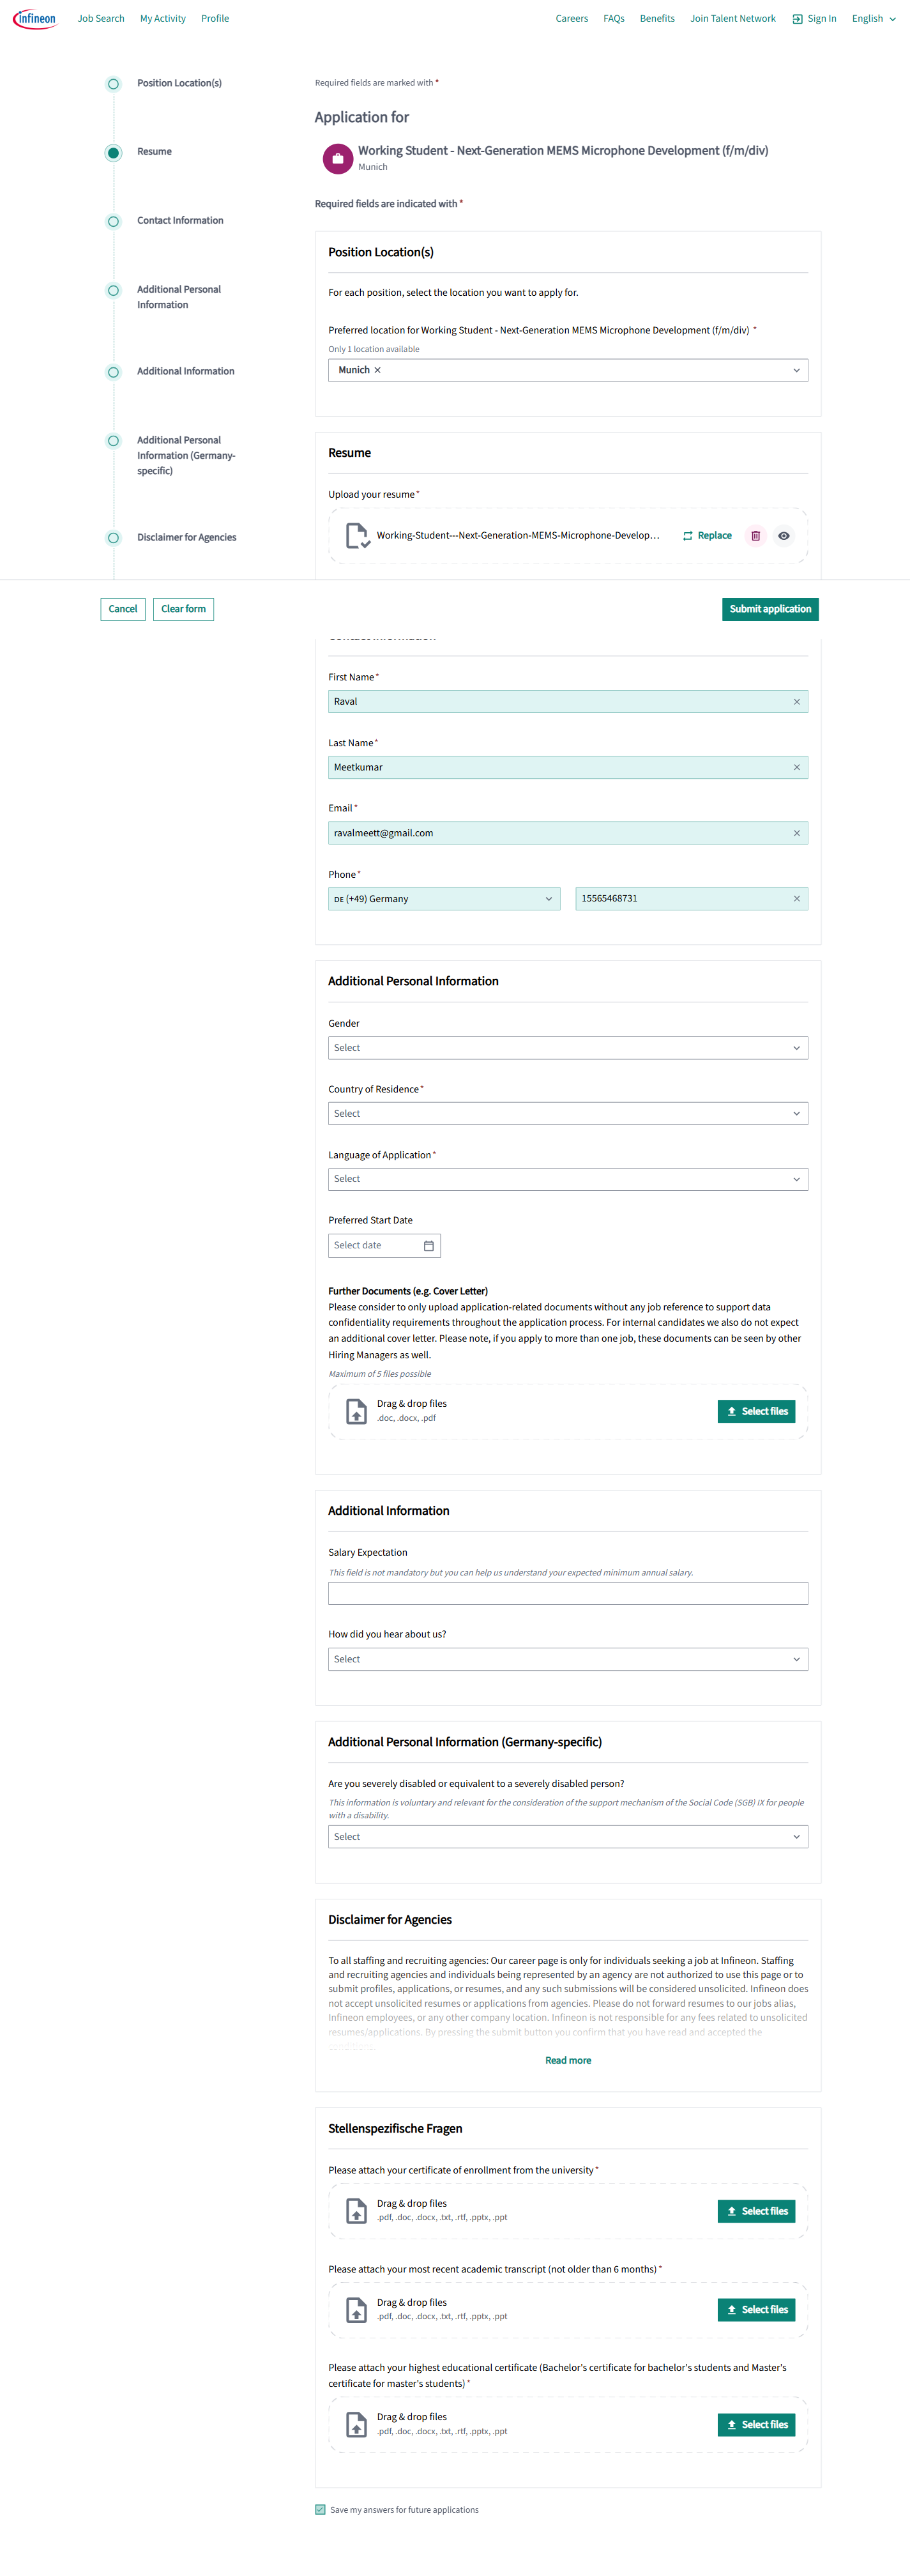 infineon
Job Search
My Activity
Profile
Careers
FAQs
Benefits
Join Talent Network
Sign In
English
Position Location(s)
Resume
Contact Information
Additional Personal
Information
Additional Information
Additional Personal
Information (Germany-
specific)
Disclaimer for Agencies
Required fields are marked with *
Application for
Working Student - Next-Generation MEMS Microphone Development (f/m/div)
Munich
Required fields are indicated with *
Position Location(s)
For each position, select the location you want to apply for.
Preferred location for Working Student - Next-Generation MEMS Microphone Development (f/m/div) *
Only 1 location available
Munich ×
Resume
Upload your resume *
Working-Student---Next-Generation-MEMS-Microphone-Develop...
Replace
Cancel
Clear form
Submit application
First Name *
Raval
Last Name *
Meetkumar
Email *
ravalmeett@gmail.com
Phone *
DE (+49) Germany
15565468731
Additional Personal Information
Gender
Select
Country of Residence *
Select
Language of Application *
Select
Preferred Start Date
Select date
Further Documents (e.g. Cover Letter)
Please consider to only upload application-related documents without any job reference to support data
confidentiality requirements throughout the application process. For internal candidates we also do not expect
an additional cover letter. Please note, if you apply to more than one job, these documents can be seen by other
Hiring Managers as well.
Maximum of 5 files possible
Drag & drop files
.doc, .docx, .pdf
Select files
Additional Information
Salary Expectation
This field is not mandatory but you can help us understand your expected minimum annual salary.
How did you hear about us?
Select
Additional Personal Information (Germany-specific)
Are you severely disabled or equivalent to a severely disabled person?
This information is voluntary and relevant for the consideration of the support mechanism of the Social Code (SGB) IX for people
with a disability.
Select
Disclaimer for Agencies
To all staffing and recruiting agencies: Our career page is only for individuals seeking a job at Infineon. Staffing
and recruiting agencies and individuals being represented by an agency are not authorized to use this page or to
submit profiles, applications, or resumes, and any such submissions will be considered unsolicited. Infineon does
not accept unsolicited resumes or applications from agencies. Please do not forward resumes to our jobs alias,
Infineon employees, or any other company location. Infineon is not responsible for any fees related to unsolicited
resumes/applications. By pressing the submit button you confirm that you have read and accepted the
Read more
Stellenspezifische Fragen
Please attach your certificate of enrollment from the university *
Drag & drop files
.pdf, .doc, .docx, .txt, .rtf, .pptx, .ppt
Select files
Please attach your most recent academic transcript (not older than 6 months) *
Drag & drop files
.pdf, .doc, .docx, .txt, .rtf, .pptx, .ppt
Select files
Please attach your highest educational certificate (Bachelor's certificate for bachelor's students and Master's
certificate for master's students) *
Drag & drop files
.pdf, .doc, .docx, .txt, .rtf, .pptx, .ppt
Select files
Save my answers for future applications